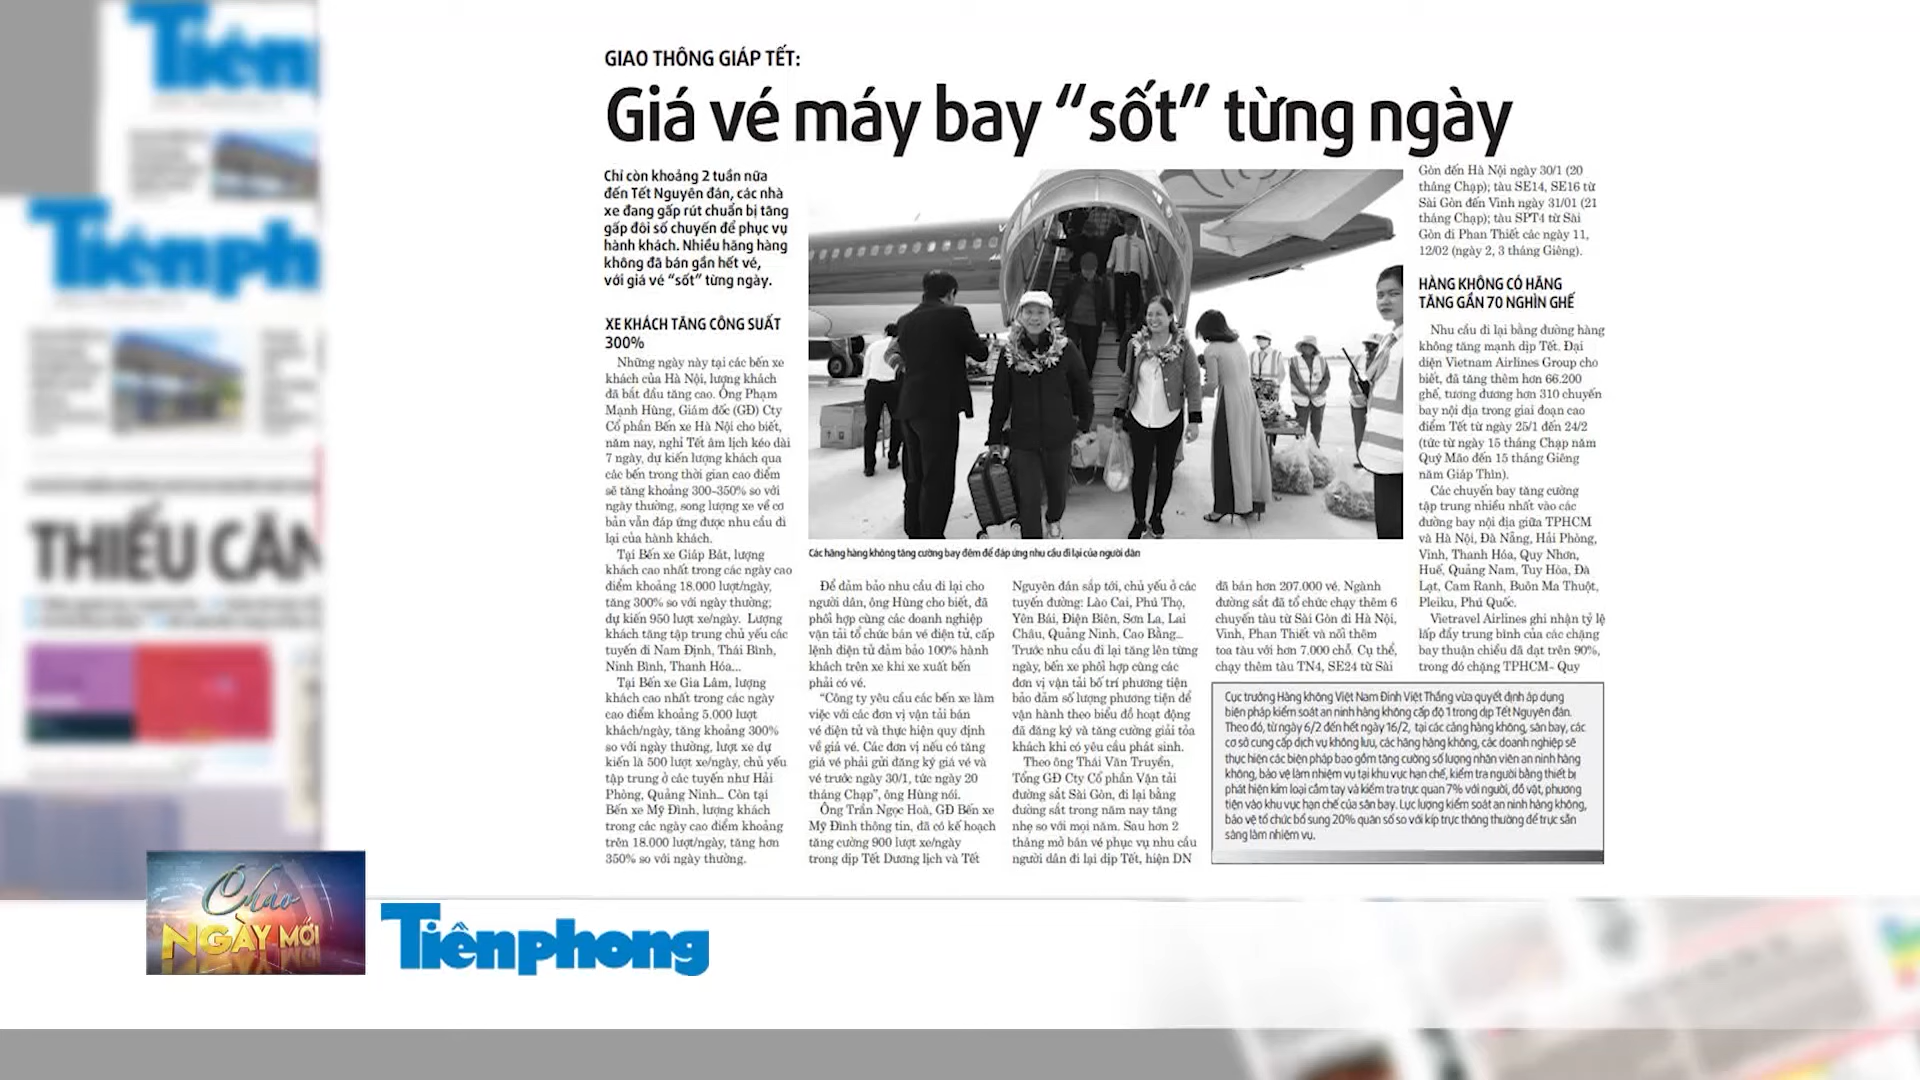 GIAO THÔNG GIÁP TẾT:
Giá vé máy bay “sốt” từng ngày
Chỉ còn khoảng 2 tuần nữa
đến Tết Nguyên đán, các nhà
xe đang gấp rút chuẩn bị tăng
gấp đôi số chuyến để phục vụ
hành khách. Nhiều hãng hàng
không đã bán gần hết vé,
với giá vé “sốt” từng ngày.
XE KHÁCH TĂNG CÔNG SUẤT
300%
Những ngày này tại các bến xe
khách của Hà Nội, lượng khách
đã bắt đầu tăng cao. Ông Phạm
Mạnh Hùng, Giám đốc (GĐ) Cty
Cổ phần Bến xe Hà Nội cho biết,
năm nay, nghỉ Tết âm lịch kéo dài
7 ngày, dự kiến lượng khách qua
các bến trong thời gian cao điểm
sẽ tăng khoảng 300-350% so với
ngày thường, song lượng xe về cơ
bản vẫn đáp ứng được nhu cầu đi
lại của hành khách.
Tại Bến xe Giáp Bát, lượng
khách cao nhất trong các ngày cao
điểm khoảng 18.000 lượt/ngày,
tăng 300% so với ngày thường;
dự kiến 950 lượt xe/ngày. Lượng
khách tăng tập trung chủ yếu các
tuyến đi Nam Định, Thái Bình,
Ninh Bình, Thanh Hóa...
Tại Bến xe Gia Lâm, lượng
khách cao nhất trong các ngày
cao điểm khoảng 5.000 lượt
khách/ngày, tăng khoảng 300%
so với ngày thường, lượt xe dự
kiến là 500 lượt xe/ngày, chủ yếu
tập trung ở các tuyến như Hải
Phòng, Quảng Ninh... Còn tại
Bến xe Mỹ Đình, lượng khách
trong các ngày cao điểm khoảng
trên 18.000 lượt/ngày, tăng hơn
350% so với ngày thường.
Các hãng hàng không tăng cường bay đêm để đáp ứng nhu cầu đi lại của người dân
Để đảm bảo nhu cầu đi lại cho
người dân, ông Hùng cho biết, đã
phối hợp cùng các doanh nghiệp
vận tải tổ chức bán vé điện tử, cấp
lệnh điện tử đảm bảo 100% hành
khách trên xe khi xe xuất bến
phải có vé.
“Công ty yêu cầu các bến xe làm
việc với các đơn vị vận tải bán
vé điện tử và thực hiện quy định
về giá vé. Các đơn vị nếu có tăng
giá vé phải gửi đăng ký giá vé và
vé trước ngày 30/1, tức ngày 20
tháng Chạp”, ông Hùng nói.
Ông Trần Ngọc Hoà, GĐ Bến xe
Mỹ Đình thông tin, đã có kế hoạch
tăng cường 900 lượt xe/ngày
trong dịp Tết Dương lịch và Tết
Nguyên đán sắp tới, chủ yếu ở các
tuyến đường: Lào Cai, Phú Thọ,
Yên Bái, Điện Biên, Sơn La, Lai
Châu, Quảng Ninh, Cao Bằng...
Trước nhu cầu đi lại tăng lên từng
ngày, bến xe phối hợp cùng các
đơn vị vận tải bố trí phương tiện
bảo đảm số lượng phương tiện để
vận hành theo biểu đồ hoạt động
đã đăng ký và tăng cường giải tỏa
khách khi có yêu cầu phát sinh.
Theo ông Thái Văn Truyền,
Tổng GĐ Cty Cổ phần Vận tải
đường sắt Sài Gòn, đi lại bằng
đường sắt trong năm nay tăng
nhẹ so với mọi năm. Sau hơn 2
tháng mở bán vé phục vụ nhu cầu
người dân đi lại dịp Tết, hiện DN
đã bán hơn 207.000 vé. Ngành
đường sắt đã tổ chức chạy thêm 6
chuyến tàu từ Sài Gòn đi Hà Nội,
Vinh, Phan Thiết và nối thêm
toa tàu với hơn 7.000 chỗ. Cụ thể,
chạy thêm tàu TN4, SE24 từ Sài
Gòn đến Hà Nội ngày 30/1 (20
tháng Chạp); tàu SE14, SE16 từ
Sài Gòn đến Vinh ngày 31/01 (21
tháng Chạp); tàu SPT4 từ Sài
Gòn đi Phan Thiết các ngày 11,
12/02 (ngày 2, 3 tháng Giêng).
HÀNG KHÔNG CÓ HÃNG
TĂNG GẦN 70 NGHÌN GHẾ
Nhu cầu đi lại bằng đường hàng
không tăng mạnh dịp Tết. Đại
diện Vietnam Airlines Group cho
biết, đã tăng thêm hơn 66.200
ghế, tương đương hơn 310 chuyến
bay nội địa trong giai đoạn cao
điểm Tết từ ngày 25/1 đến 24/2
(tức từ ngày 15 tháng Chạp năm
Quý Mão đến 15 tháng Giêng
năm Giáp Thìn).
Các chuyến bay tăng cường
tập trung nhiều nhất vào các
đường bay nội địa giữa TPHCM
và Hà Nội, Đà Nẵng, Hải Phòng,
Vinh, Thanh Hóa, Quy Nhơn,
Huế, Quảng Nam, Tuy Hòa, Đà
Lạt, Cam Ranh, Buôn Ma Thuột,
Pleiku, Phú Quốc.
Vietravel Airlines ghi nhận tỷ lệ
lấp đầy trung bình của các chặng
bay thuận chiều đã đạt trên 90%,
trong đó chặng TPHCM- Quy
Cục trưởng Hàng không Việt Nam Đinh Việt Thắng vừa quyết định áp dụng
biện pháp kiểm soát an ninh hàng không cấp độ 1 trong dịp Tết Nguyên đán.
Theo đó, từ ngày 6/2 đến hết ngày 16/2, tại các cảng hàng không, sân bay, các
cơ sở cung cấp dịch vụ không lưu, các hãng hàng không, các doanh nghiệp sẽ
thực hiện các biện pháp bao gồm tăng cường số lượng nhân viên an ninh hàng
không, bảo vệ làm nhiệm vụ tại khu vực hạn chế, kiểm tra người bằng thiết bị
phát hiện kim loại cầm tay và kiểm tra trực quan 7% với người, đồ vật, phương
tiện vào khu vực hạn chế của sân bay. Lực lượng kiểm soát an ninh hàng không,
bảo vệ tổ chức bổ sung 20% quân số so với kíp trực thông thường để trực sẵn
sàng làm nhiệm vụ.
Tiên
Tiênph
THIẾU CĂN
Chào
NGÀY MỚI
Tiềnphong